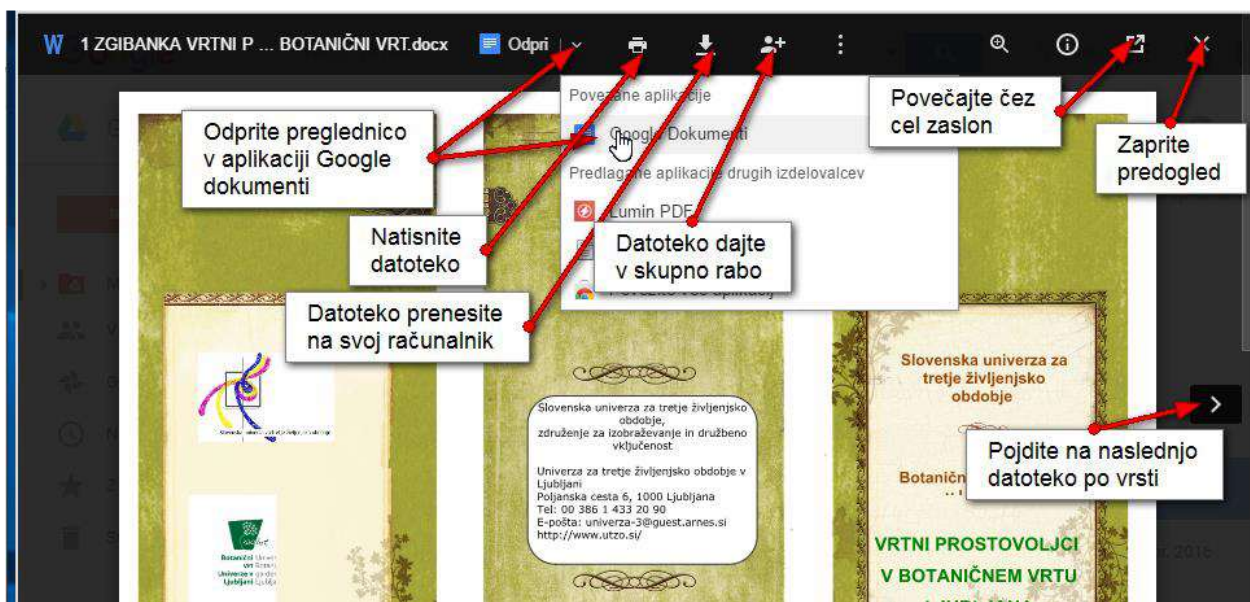 1 ZGIBANKA VRTNI P ... BOTANIČNI VRT.docx
Odpri
Povezane aplikacije
Google Dokumenti
Predlagane aplikacije drugih izdelovalcev
Lumin PDF
Odprite preglednico
v aplikaciji Google
dokumenti
Natisnite
datoteko
Datoteko prenesite
na svoj računalnik
Datoteko dajte
v skupno rabo
Povečajte čez
cel zaslon
Zaprite
predogled
Pojdite na naslednjo
datoteko po vrsti
Slovenska univerza za tretje življenjsko
obdobje,
združenje za izobraževanje in družbeno
vključenost
Univerza za tretje življenjsko obdobje v
Ljubljani
Poljanska cesta 6, 1000 Ljubljana
Tel: 00 386 1 433 20 90
E-pošta: univerza-3@guest.arnes.si
http://www.utzo.si/
Slovenska univerza za
tretje življenjsko
obdobje
VRTNI PROSTOVOLJCI
V BOTANIČNEM VRTU